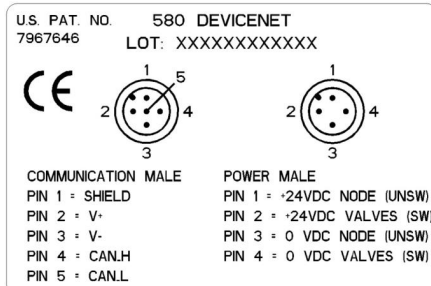 U.S. PAT. NO.
7967646
580 DEVICENET
LOT: XXXXXXXXXXXX
CE
1
5
2
4
3
1
2
4
3
COMMUNICATION MALE
PIN 1 = SHIELD
PIN 2 = V+
PIN 3 = V-
PIN 4 = CAN.H
PIN 5 = CAN.L
POWER MALE
PIN 1 = +24VDC NODE (UNSW)
PIN 2 = +24VDC VALVES (SW)
PIN 3 = 0 VDC NODE (UNSW)
PIN 4 = 0 VDC VALVES (SW)